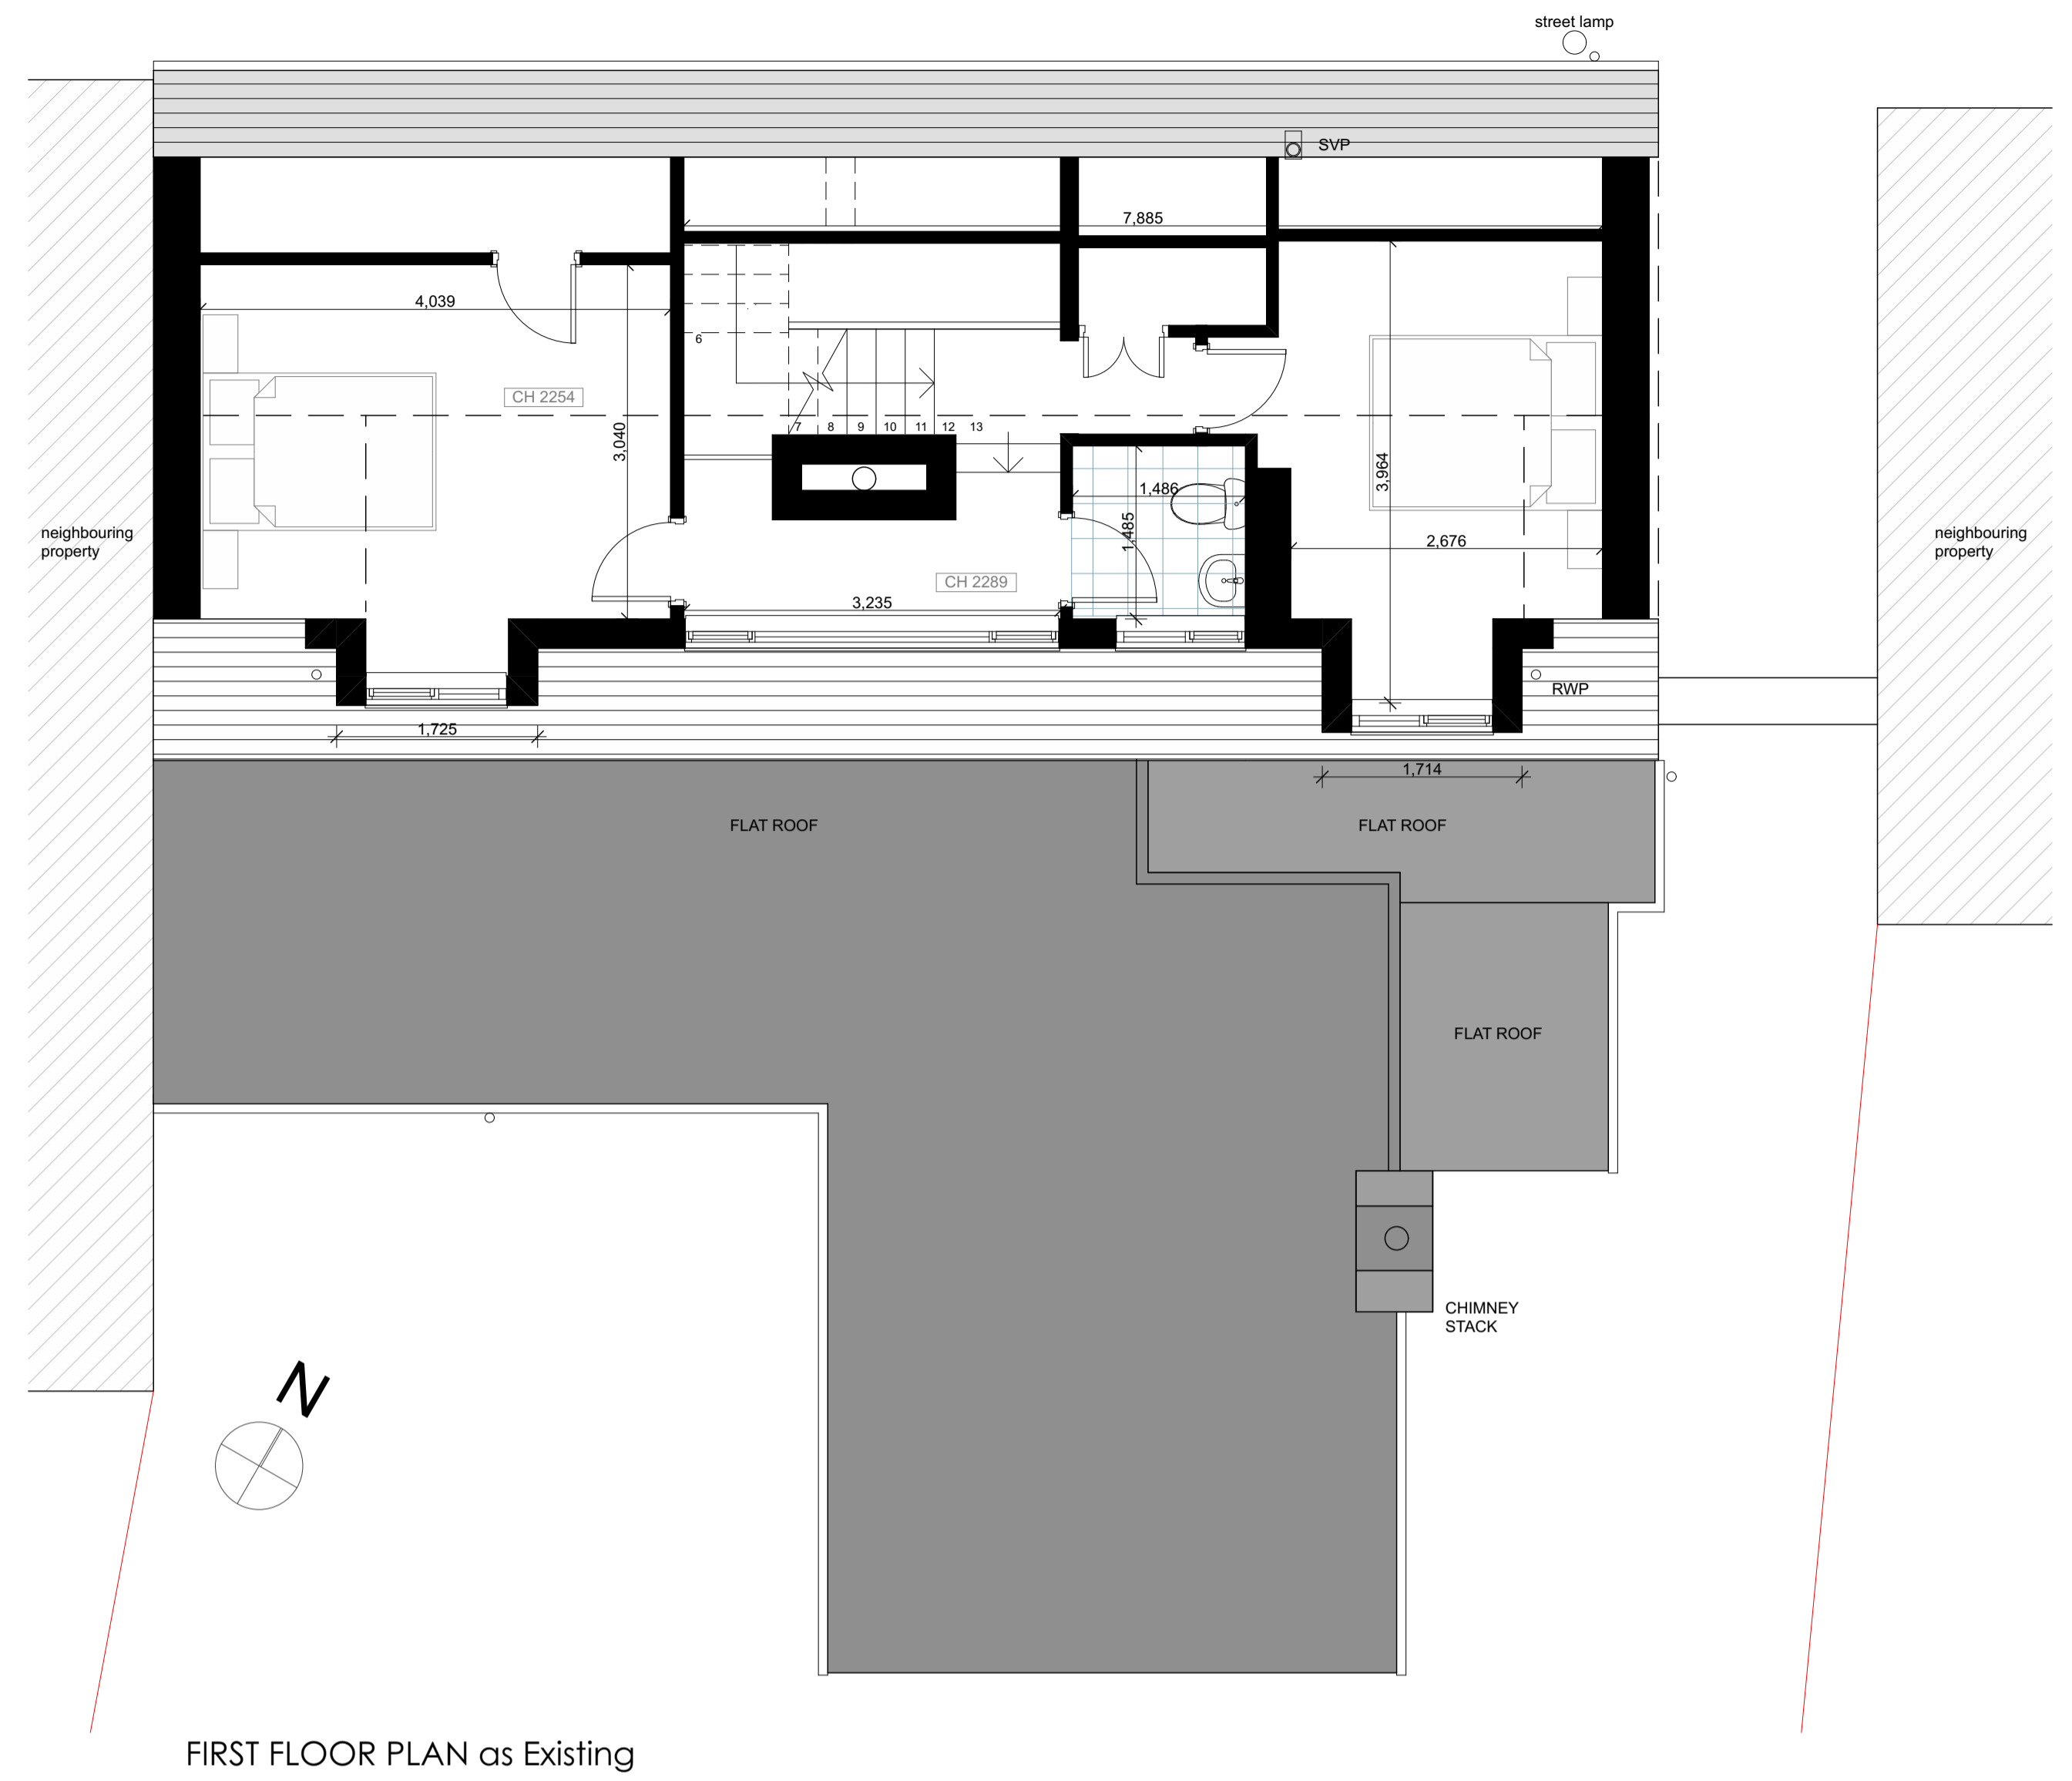 street lamp
SVP
7,885
4,039
6
CH 2254
3,040
7 8 9 10 11 12 13
3,964
1,486
1,485
neighbouring
property
2,676
neighbouring
property
CH 2289
3,235
RWP
1,725
1,714
FLAT ROOF
FLAT ROOF
FLAT ROOF
CHIMNEY
STACK
N
FIRST FLOOR PLAN as Existing